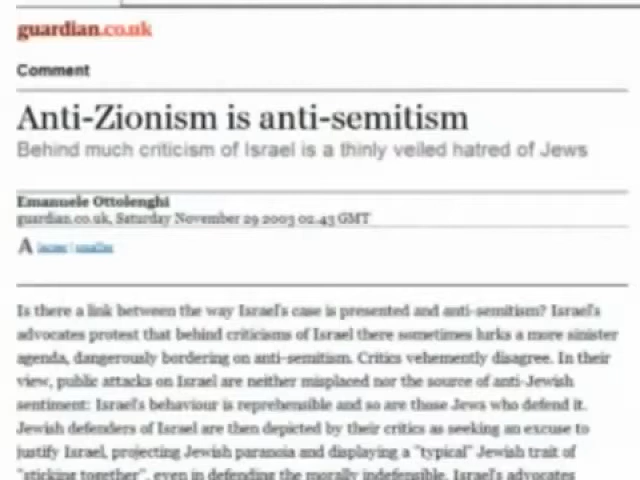 guardian.co.uk
Comment
Anti-Zionism is anti-semitism
Behind much criticism of Israel is a thinly veiled hatred of Jews
Emanuele Ottolenghi
guardian.co.uk, Saturday November 29 2003 02.43 GMT
A larger | smaller
Is there a link between the way Israel's case is presented and anti-semitism? Israel's
advocates protest that behind criticisms of Israel there sometimes lurks a more sinister
agenda, dangerously bordering on anti-semitism. Critics vehemently disagree. In their
view, public attacks on Israel are neither misplaced nor the source of anti-Jewish
sentiment: Israel's behaviour is reprehensible and so are those Jews who defend it.
Jewish defenders of Israel are then depicted by their critics as seeking an excuse to
justify Israel, projecting Jewish paranoia and displaying a "typical" Jewish trait of
"sticking together", even in defending the morally indefensible. Israel's advocates